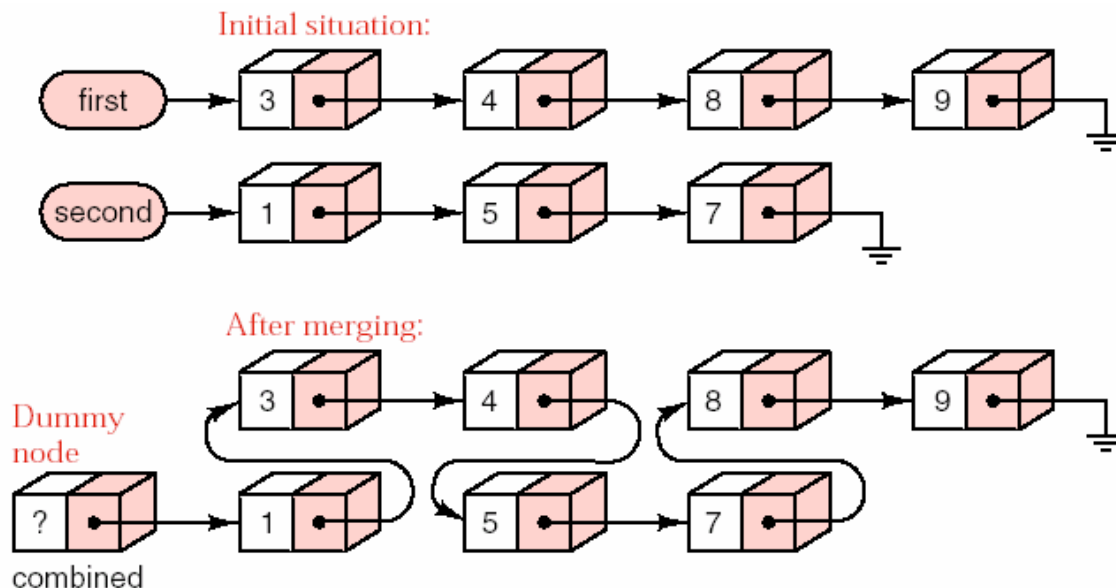 Initial situation:
first 3 4 8 9
second 1 5 7
After merging:
3 4 8 9
Dummy
node
? 1 5 7
combined